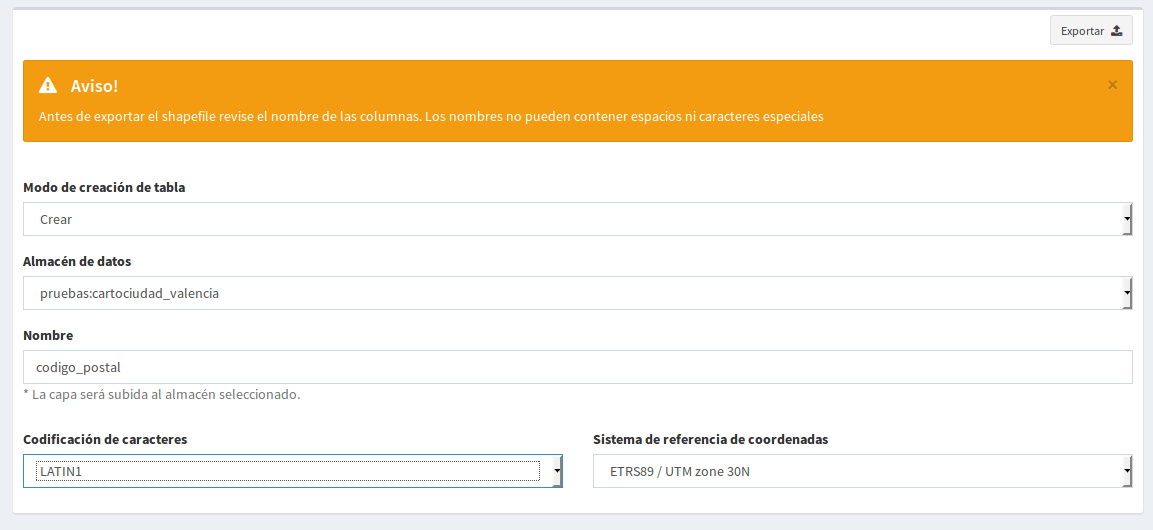 Exportar
Aviso!
×
Antes de exportar el shapefile revise el nombre de las columnas. Los nombres no pueden contener espacios ni caracteres especiales
Modo de creación de tabla
Crear
Almacén de datos
pruebas:cartociudad_valencia
Nombre
codigo_postal
* La capa será subida al almacén seleccionado.
Codificación de caracteres
LATIN1
Sistema de referencia de coordenadas
ETRS89 / UTM zone 30N